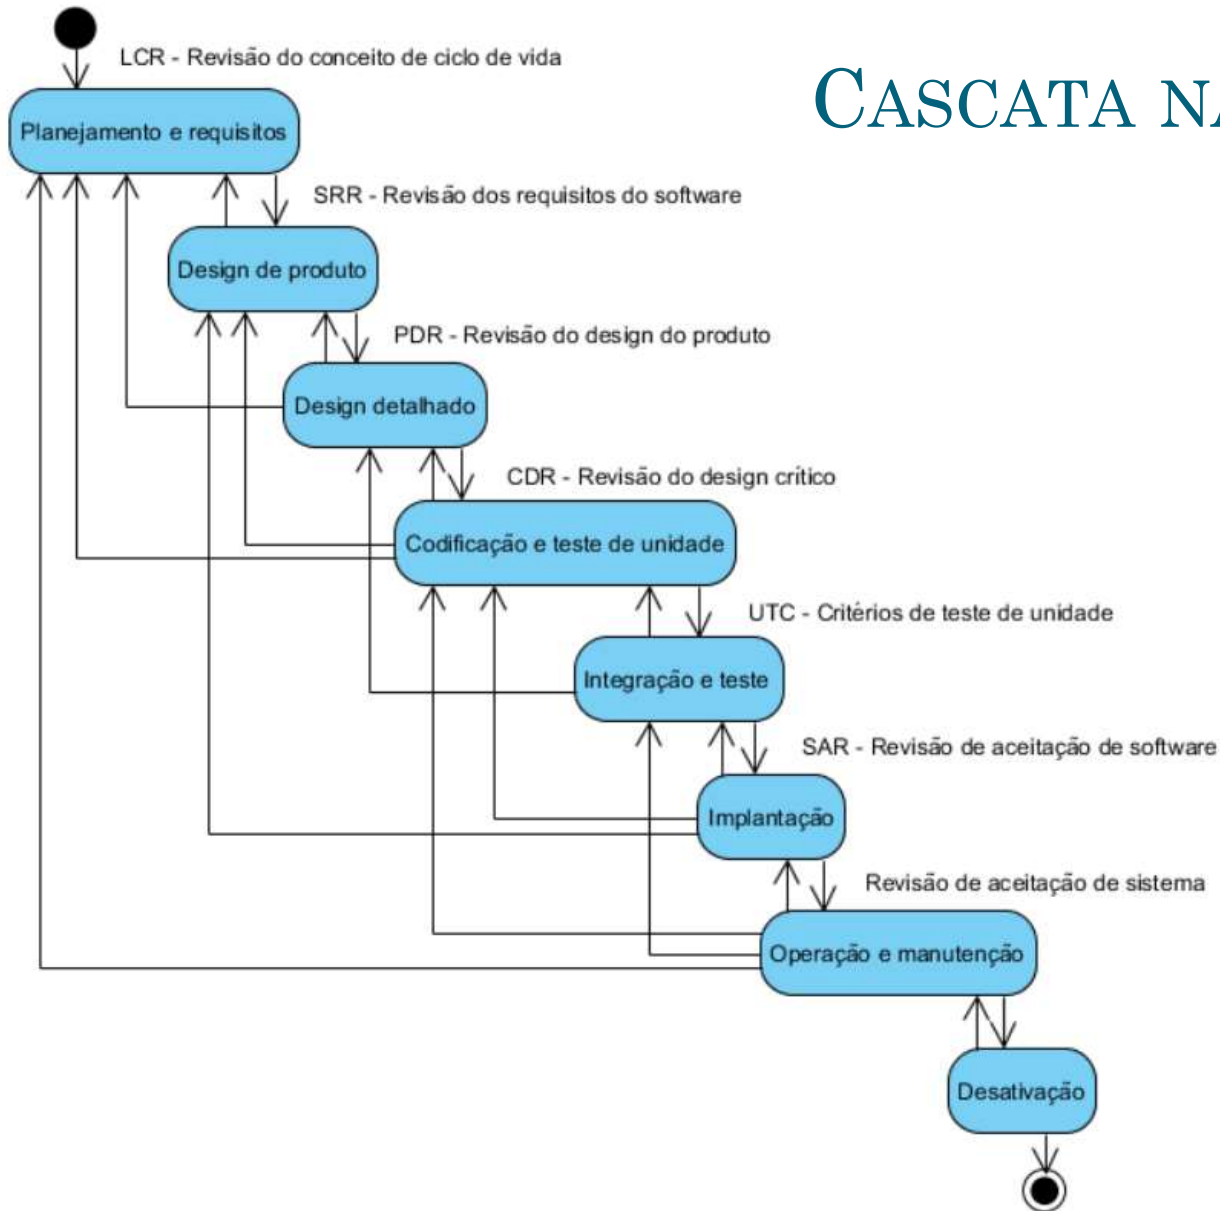 LCR - Revisão do conceito de ciclo de vida
CASCATA NA
Planejamento e requisitos
SRR - Revisão dos requisitos do software
Design de produto
PDR - Revisão do design do produto
Design detalhado
CDR - Revisão do design crítico
Codificação e teste de unidade
UTC - Critérios de teste de unidade
Integração e teste
SAR - Revisão de aceitação de software
Implantação
Revisão de aceitação de sistema
Operação e manutenção
Desativação